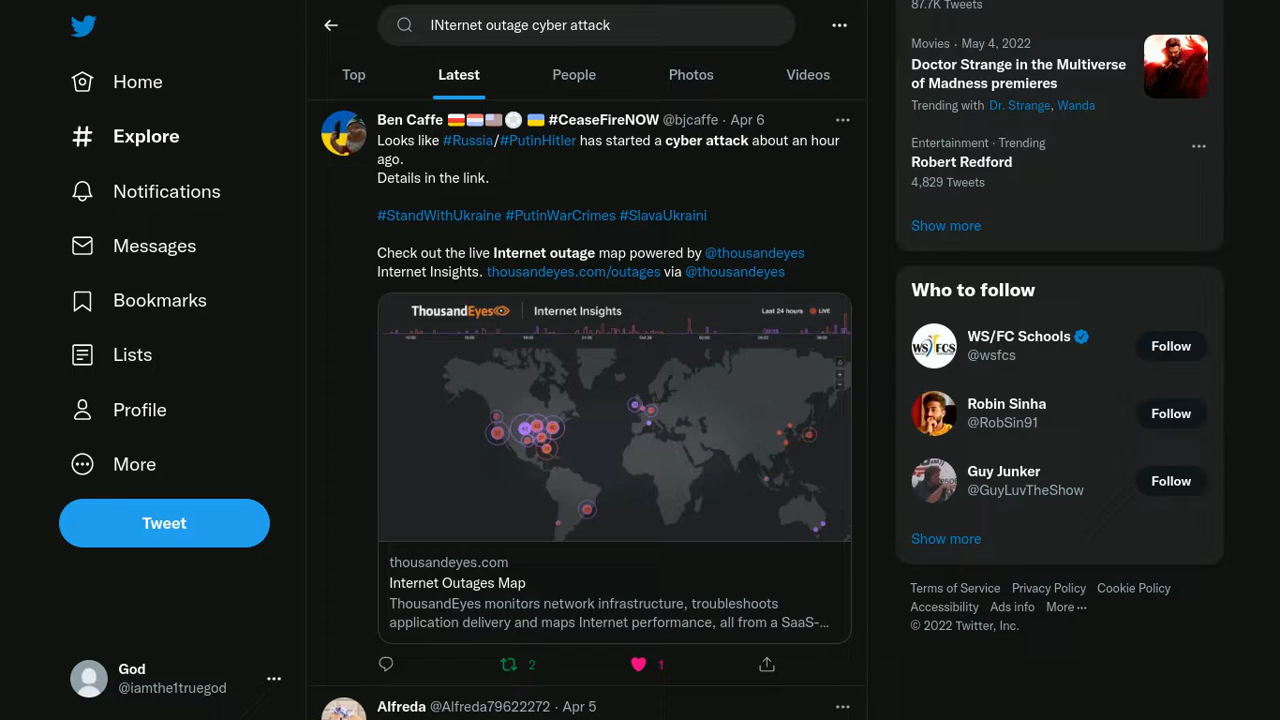 INternet outage cyber attack
Home
Explore
Notifications
Messages
Bookmarks
Lists
Profile
More
Tweet
God
@iamthe1truegod
Top
Latest
People
Photos
Videos
Ben Caffe #CeaseFireNOW @bjcaffe · Apr 6
Looks like #Russia/#PutinHitler has started a cyber attack about an hour
ago.
Details in the link.
#StandWithUkraine #PutinWarCrimes #SlavaUkraini
Check out the live Internet outage map powered by @thousandeyes
Internet Insights. thousandeyes.com/outages via @thousandeyes
ThousandEyes
Internet Insights
Last 24 hours
LIVE
thousandeyes.com
Internet Outages Map
ThousandEyes monitors network infrastructure, troubleshoots
application delivery and maps Internet performance, all from a SaaS-...
2
1
Alfreda @Alfreda79622272 · Apr 5
87.7K Tweets
Movies · May 4, 2022
Doctor Strange in the Multiverse
of Madness premieres
Trending with Dr. Strange, Wanda
Entertainment · Trending
Robert Redford
4,829 Tweets
Show more
Who to follow
WS/FC Schools
@wsfcs
Follow
Robin Sinha
@RobSin91
Follow
Guy Junker
@GuyLuvTheShow
Follow
Show more
Terms of Service Privacy Policy Cookie Policy
Accessibility Ads info More ···
© 2022 Twitter, Inc.